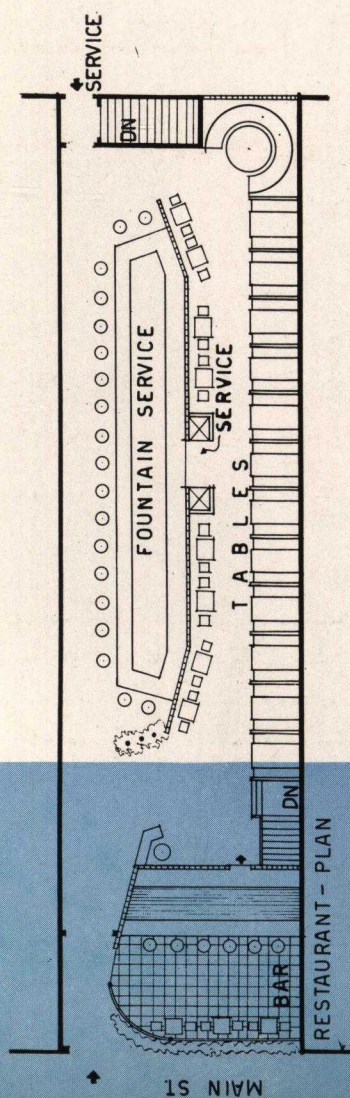 SERVICE
DN
FOUNTAIN SERVICE
SERVICE
TABLES
DN
BAR
RESTAURANT - PLAN
MAIN ST.